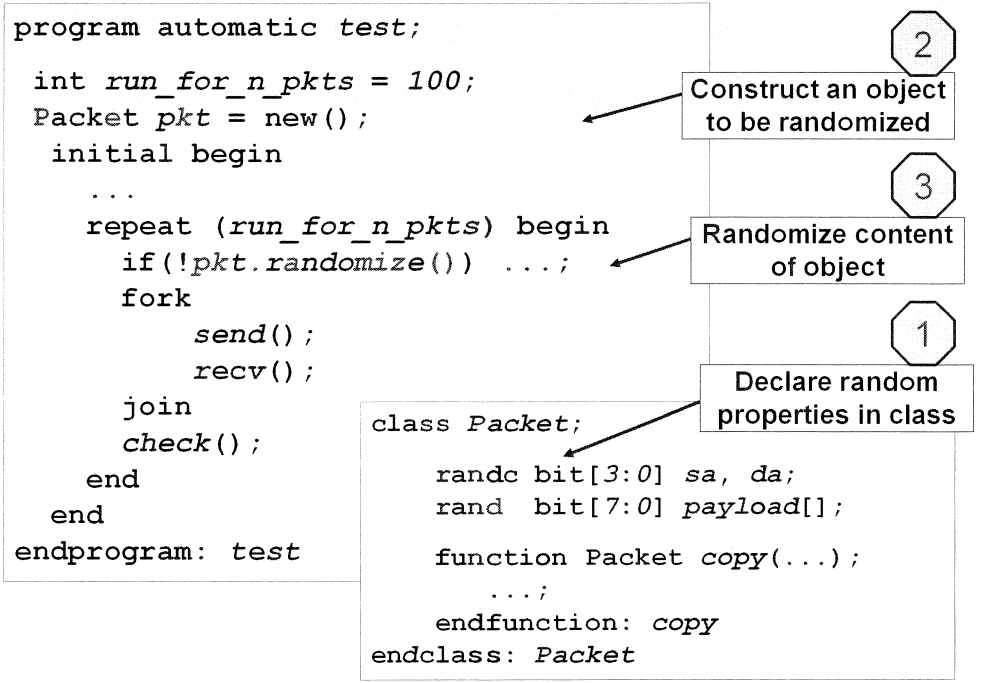 program automatic test;
int run_for_n_pkts = 100;
Packet pkt = new();
initial begin
...
repeat (run_for_n_pkts) begin
if(!pkt.randomize()) ...;
fork
send();
recv();
join
check();
end
end
endprogram: test
2
Construct an object
to be randomized
3
Randomize content
of object
1
Declare random
properties in class
class Packet;
randc bit[3:0] sa, da;
rand bit[7:0] payload[];
function Packet copy(...);
...;
endfunction: copy
endclass: Packet